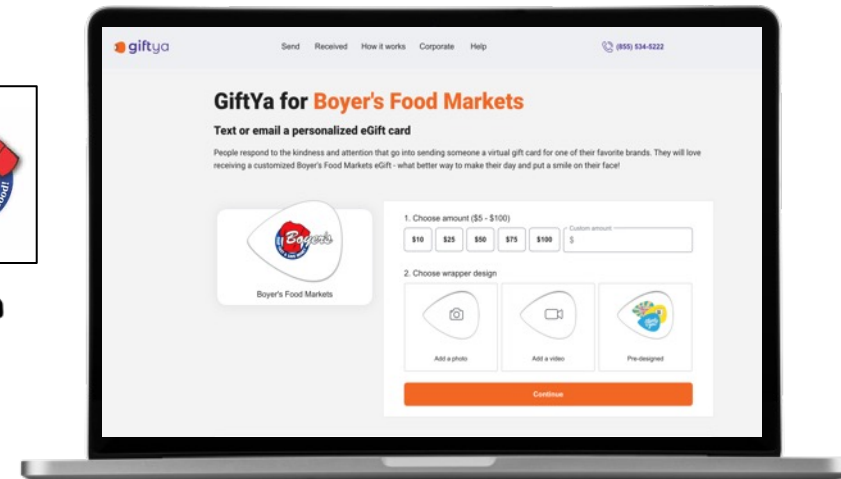 giftya
Send Received How it works Corporate Help
(855) 534-5222
GiftYa for Boyer's Food Markets
Text or email a personalized eGift card
People respond to the kindness and attention that go into sending someone a virtual gift card for one of their favorite brands. They will love
receiving a customized Boyer's Food Markets eGift - what better way to make their day and put a smile on their face!
Boyer's
Boyer's Food Markets
1. Choose amount ($5 - $100)
$10 $25 $50 $75 $100
Custom amount
$
2. Choose wrapper design
Add a photo
Add a video
Pre-designed
Continue